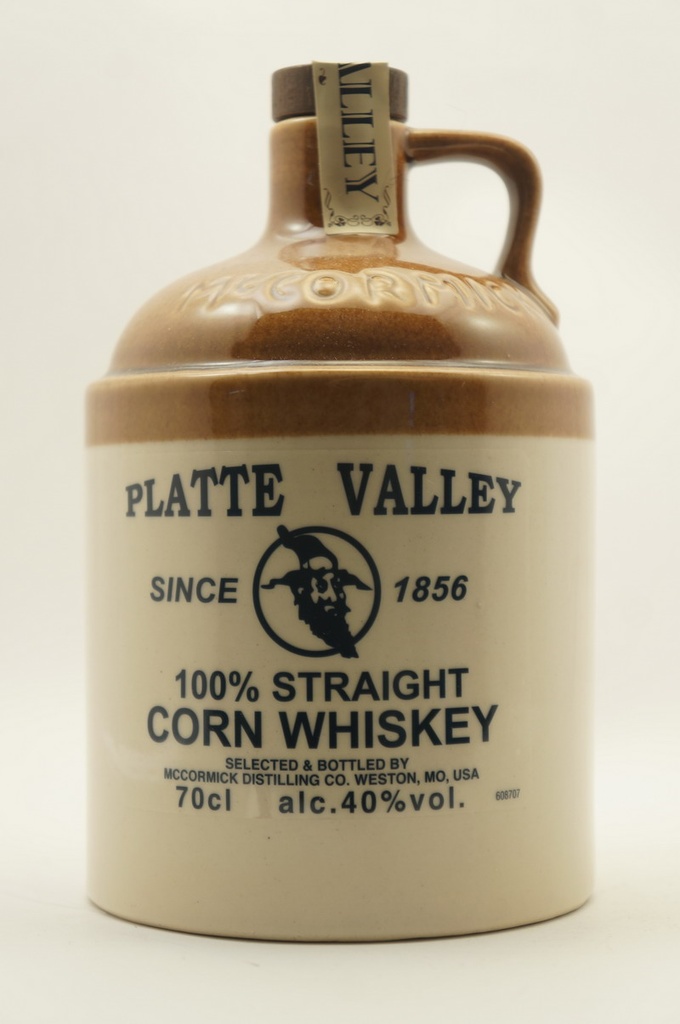 ALLEY
McCORMICK
PLATTE VALLEY
SINCE 1856
100% STRAIGHT
CORN WHISKEY
SELECTED & BOTTLED BY
MCCORMICK DISTILLING CO. WESTON, MO, USA
70cl alc.40%vol.
608707